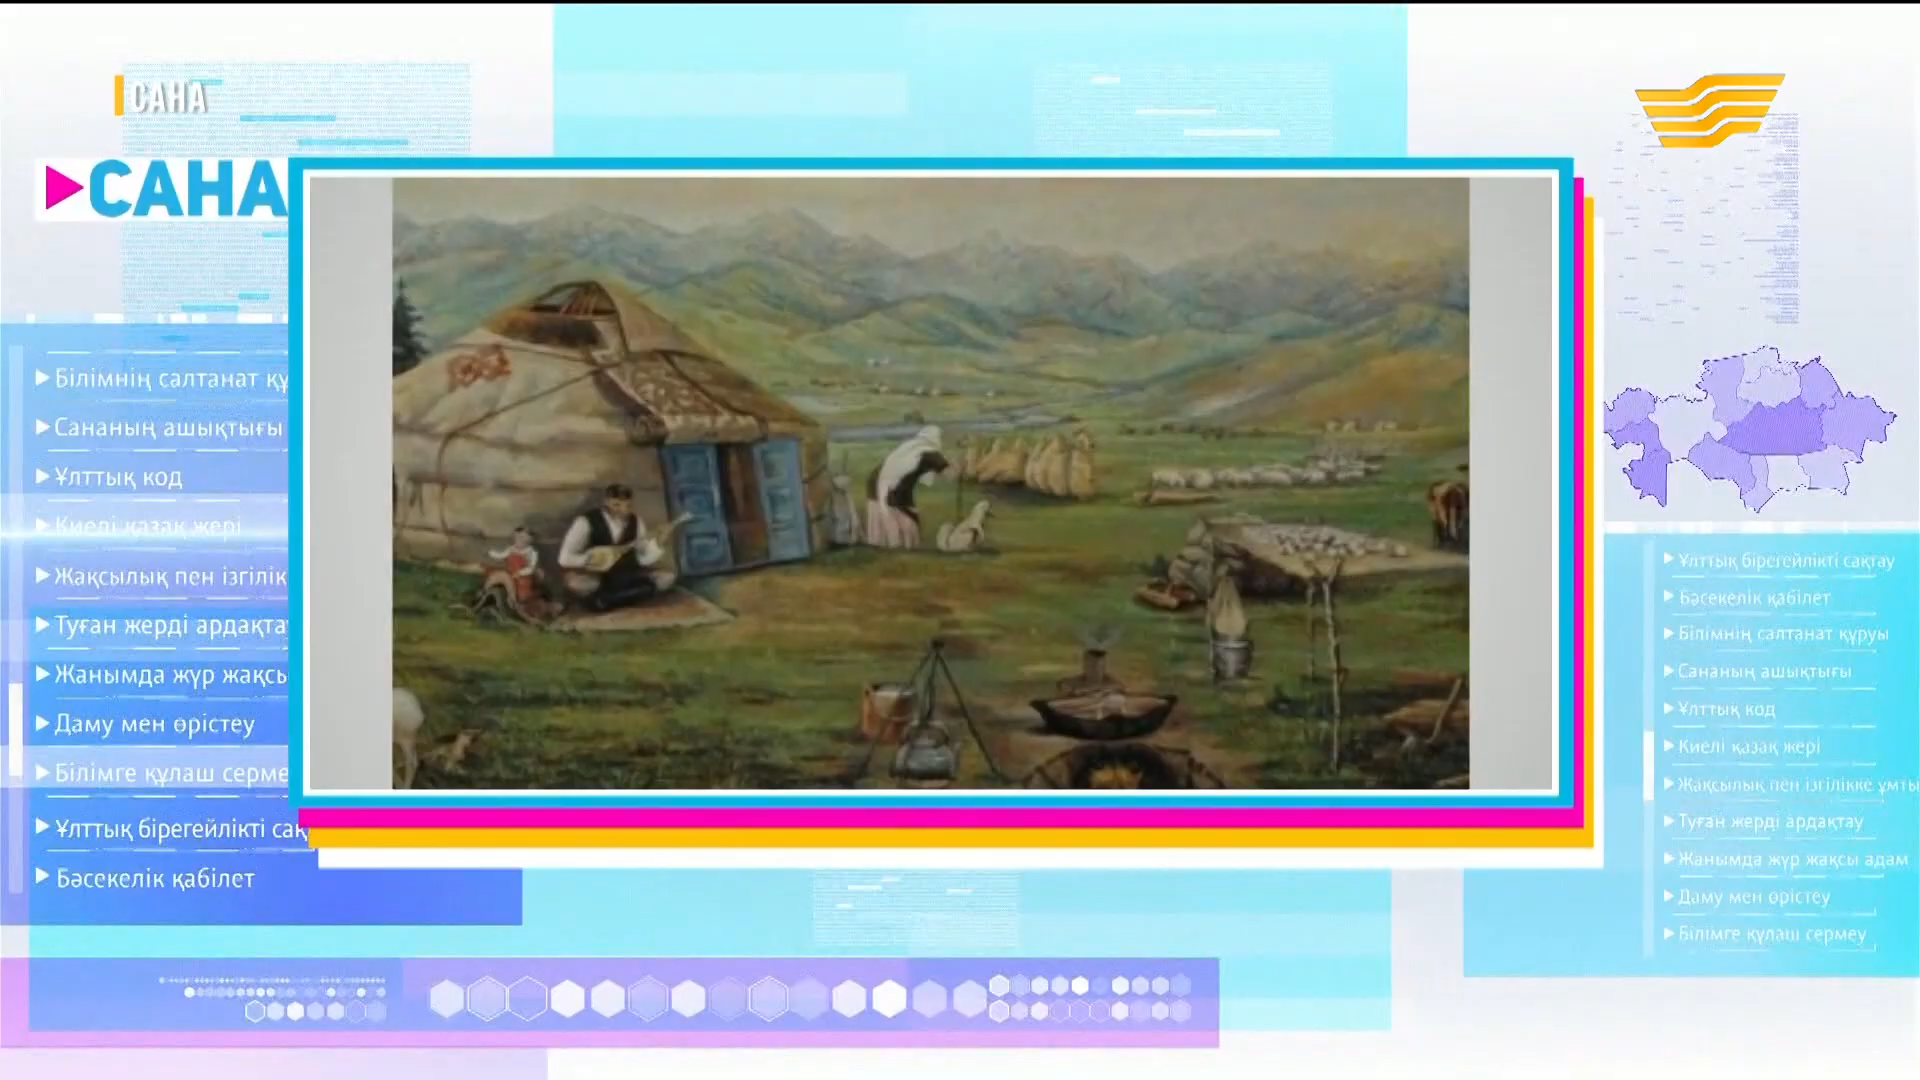 САНА
САНА
Білімнің салтанат құ
Сананың ашықтығы
Ұлттық код
Киелі қазақ жері
Жақсылық пен ізгілік
Туған жерді ардақтау
Жанымда жүр жақсы
Даму мен өрістеу
Білімге құлаш серме
Ұлттық бірегейлікті сақ
Бәсекелік қабілет
Ұлттық бірегейлікті сақтау
Бәсекелік қабілет
Білімнің салтанат құруы
Сананың ашықтығы
Ұлттық код
Киелі қазақ жері
Жақсылық пен ізгілікке ұмты
Туған жерді ардақтау
Жанымда жүр жақсы адам
Даму мен өрістеу
Білімге құлаш сермеу